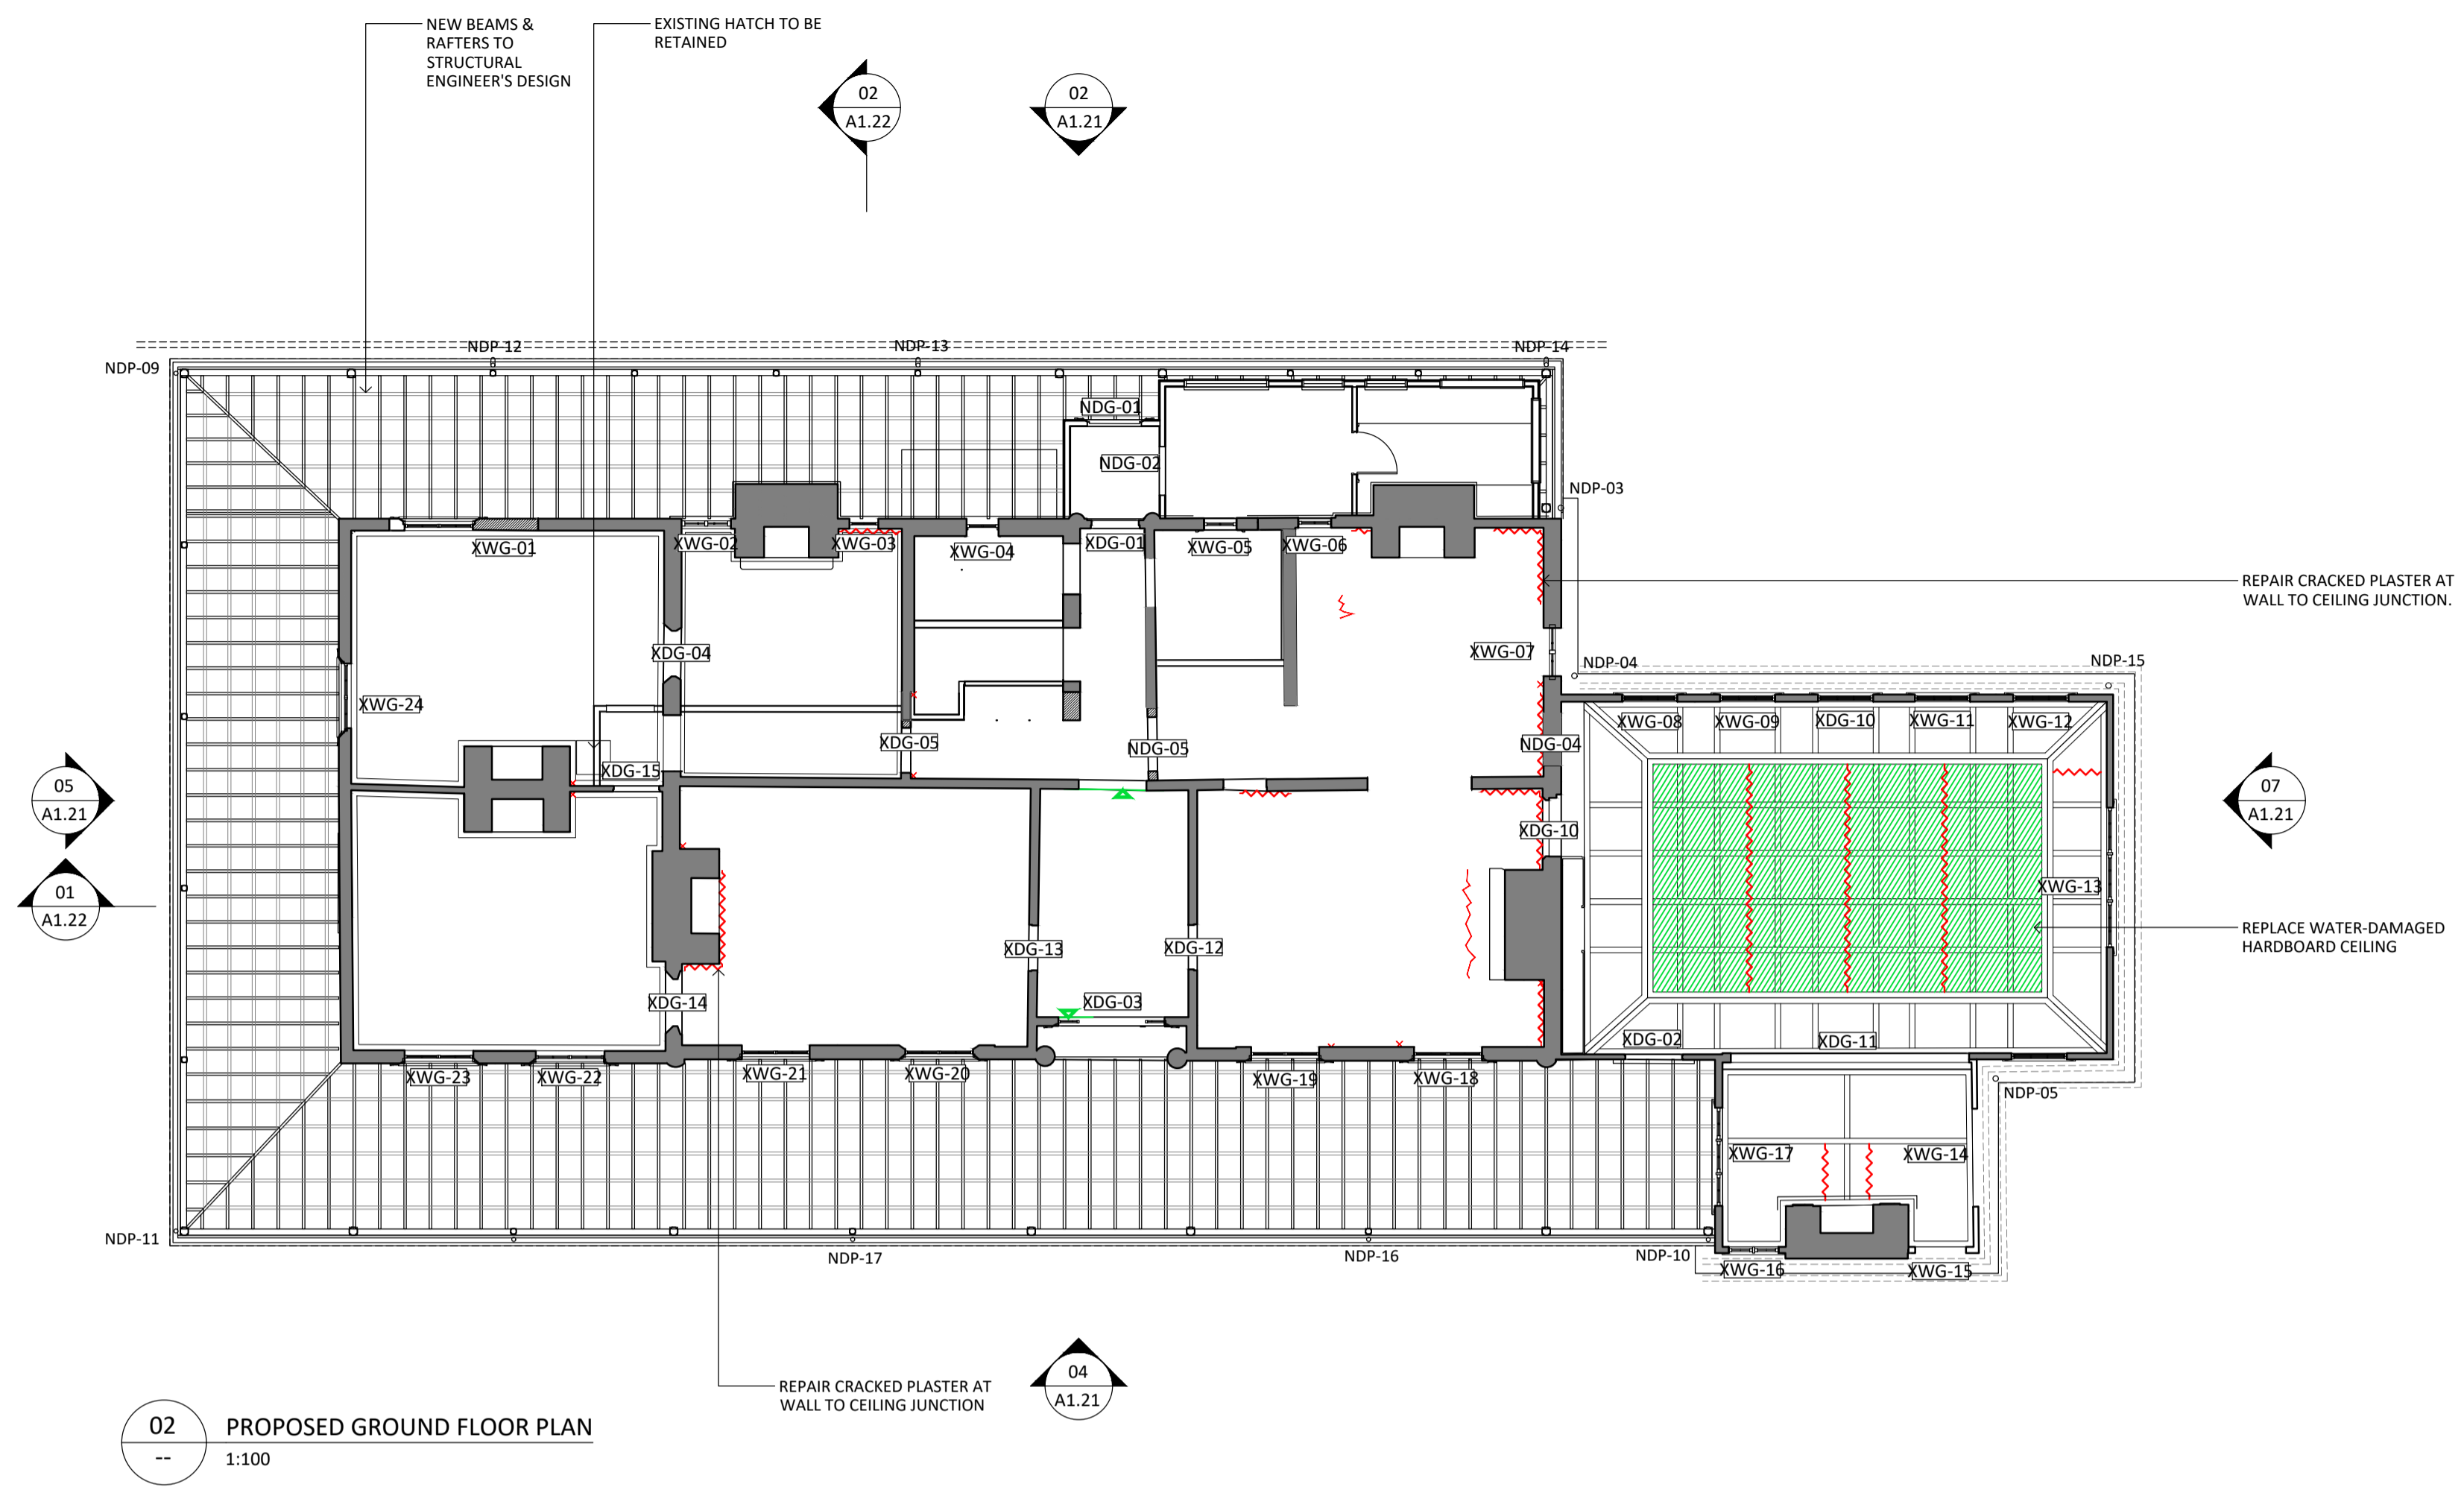 NEW BEAMS &
RAFTERS TO
STRUCTURAL
ENGINEER'S DESIGN
EXISTING HATCH TO BE
RETAINED
02
A1.22
02
A1.21
NDP-12
NDP-13
NDP-14
NDP-09
NDG-01
NDG-02
NDP-03
XWG-01
XWG-02
XWG-03
XWG-04
XDG-01
XWG-05
XWG-06
REPAIR CRACKED PLASTER AT
WALL TO CEILING JUNCTION.
XDG-04
XWG-07
NDP-04
NDP-15
XWG-24
XWG-08
XWG-09
XDG-10
XWG-11
XWG-12
XDG-05
NDG-05
NDG-04
XDG-15
05
A1.21
07
A1.21
XDG-10
01
A1.22
XWG-13
XDG-13
XDG-12
REPLACE WATER-DAMAGED
HARDBOARD CEILING
XDG-14
XDG-03
XDG-02
XDG-11
XWG-23
XWG-22
XWG-21
XWG-20
XWG-19
XWG-18
NDP-05
XWG-17
XWG-14
NDP-11
NDP-17
NDP-16
NDP-10
XWG-16
XWG-15
REPAIR CRACKED PLASTER AT
WALL TO CEILING JUNCTION
04
A1.21
02
--
PROPOSED GROUND FLOOR PLAN
1:100